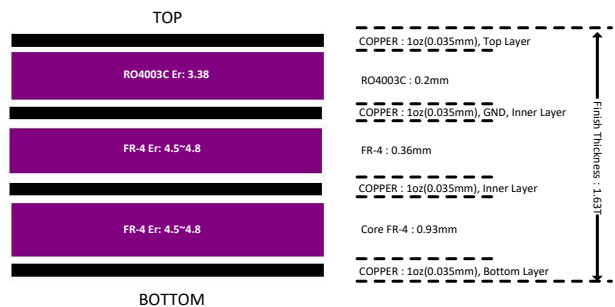 TOP
COPPER : 1oz(0.035mm), Top Layer
RO4003C Er: 3.38
RO4003C : 0.2mm
COPPER : 1oz(0.035mm), GND, Inner Layer
FR-4 Er: 4.5~4.8
FR-4 : 0.36mm
COPPER : 1oz(0.035mm), Inner Layer
FR-4 Er: 4.5~4.8
Core FR-4 : 0.93mm
COPPER : 1oz(0.035mm), Bottom Layer
BOTTOM
Finish Thickness : 1.63T